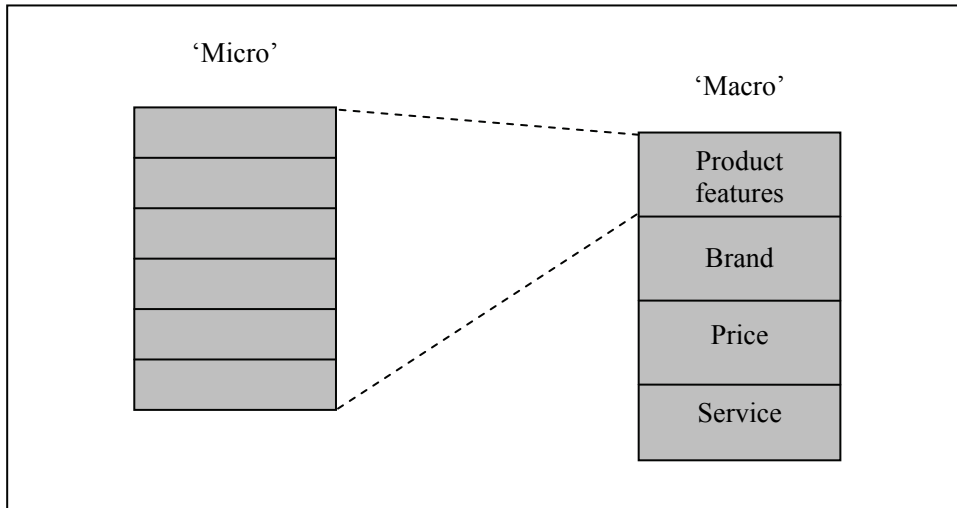 ‘Micro’
‘Macro’
Product
features
Brand
Price
Service